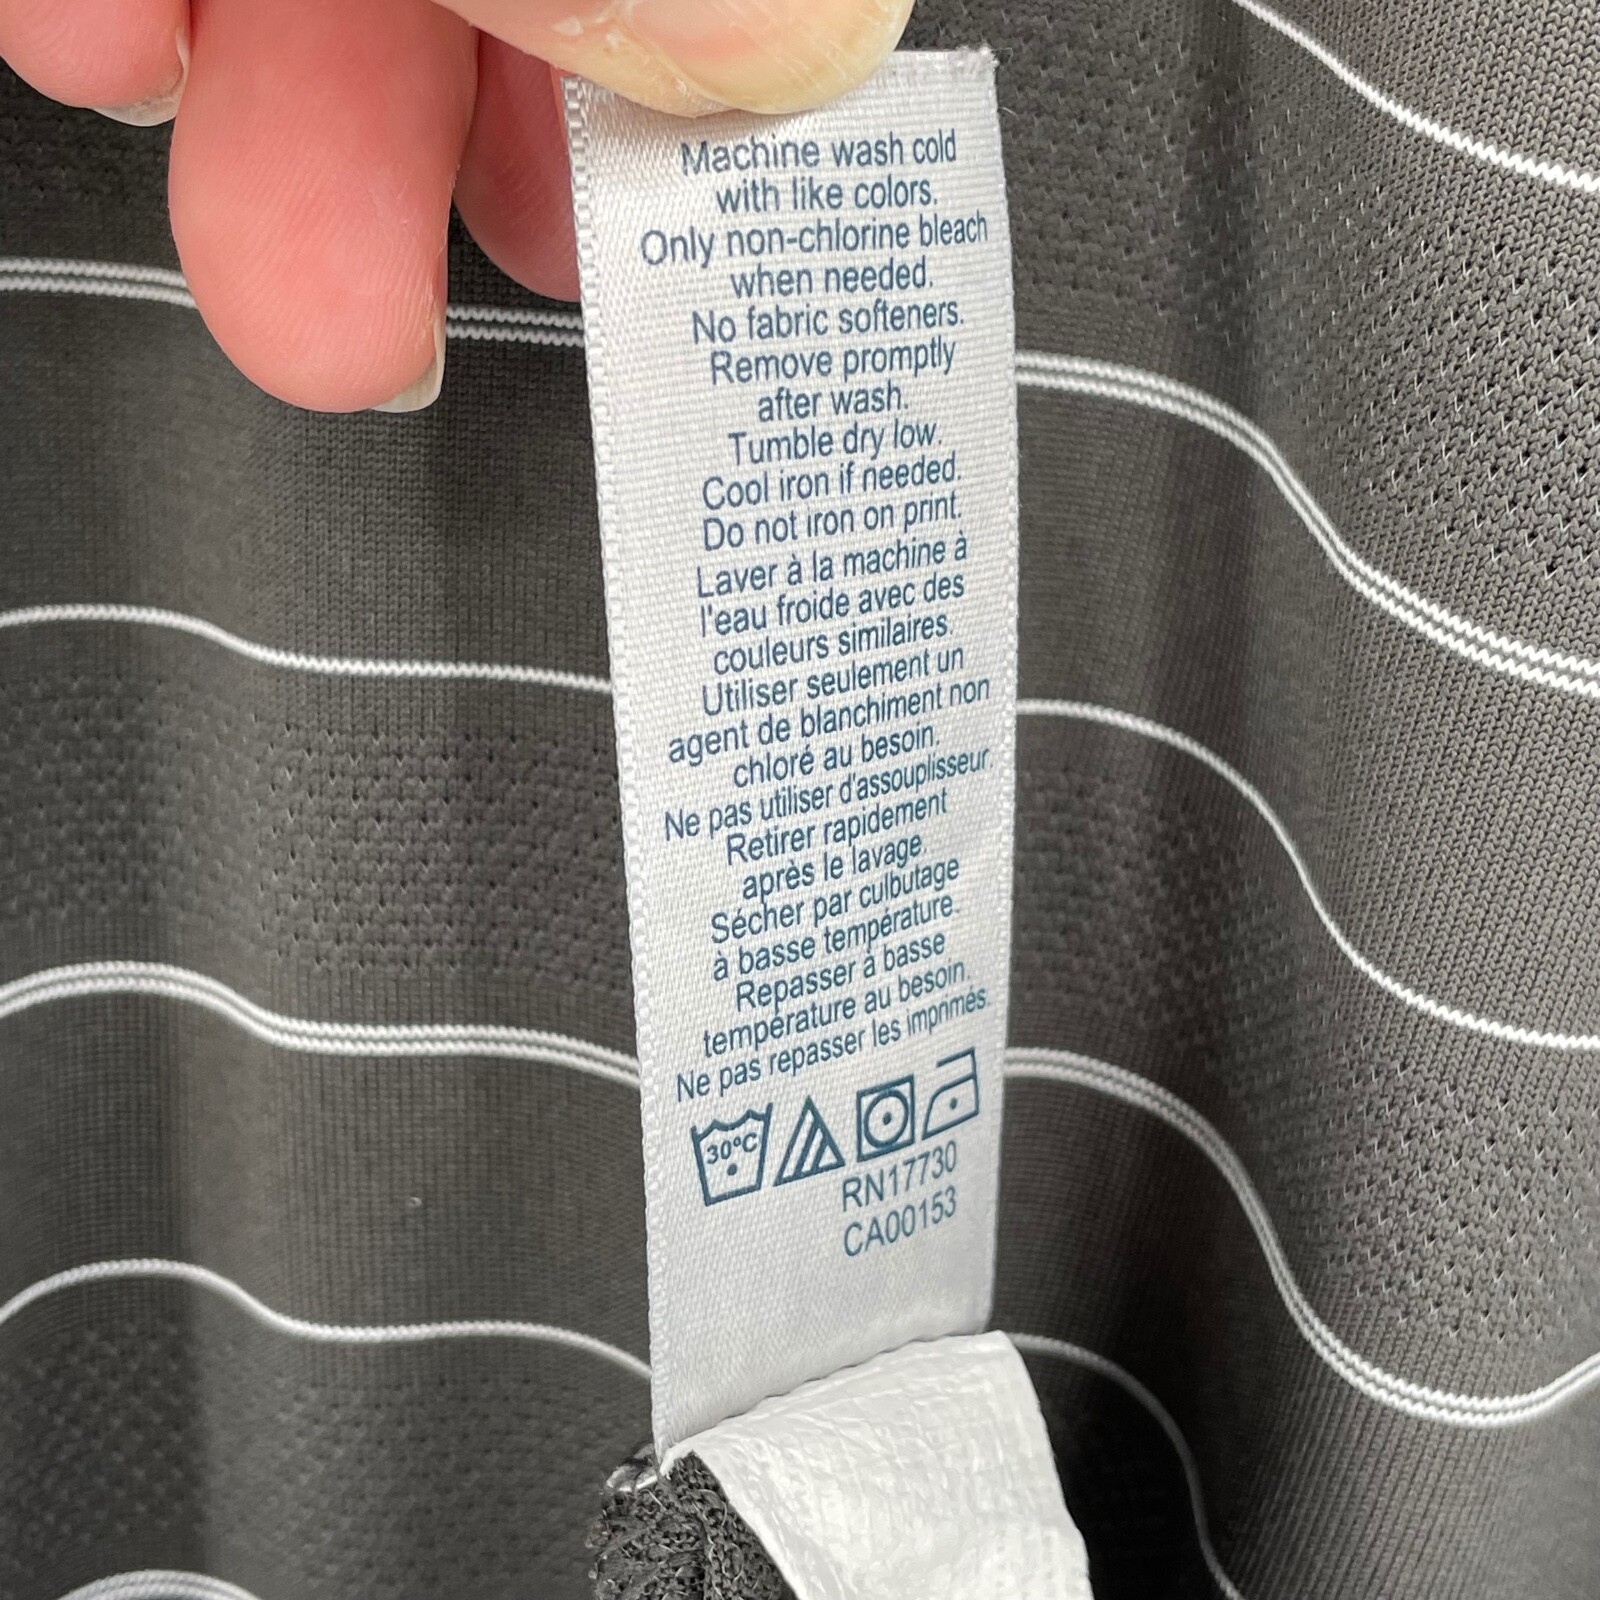 Machine wash cold
with like colors.
Only non-chlorine bleach
when needed.
No fabric softeners.
Remove promptly
after wash.
Tumble dry low.
Cool iron if needed.
Do not iron on print.
Laver à la machine à
l'eau froide avec des
couleurs similaires.
Utiliser seulement un
agent de blanchiment non
chloré au besoin.
Ne pas utiliser d'assouplisseur.
Retirer rapidement
après le lavage.
Sécher par culbutage
à basse température.
Repasser à basse
température au besoin.
Ne pas repasser les imprimés.
30°C
RN17730
CA00153